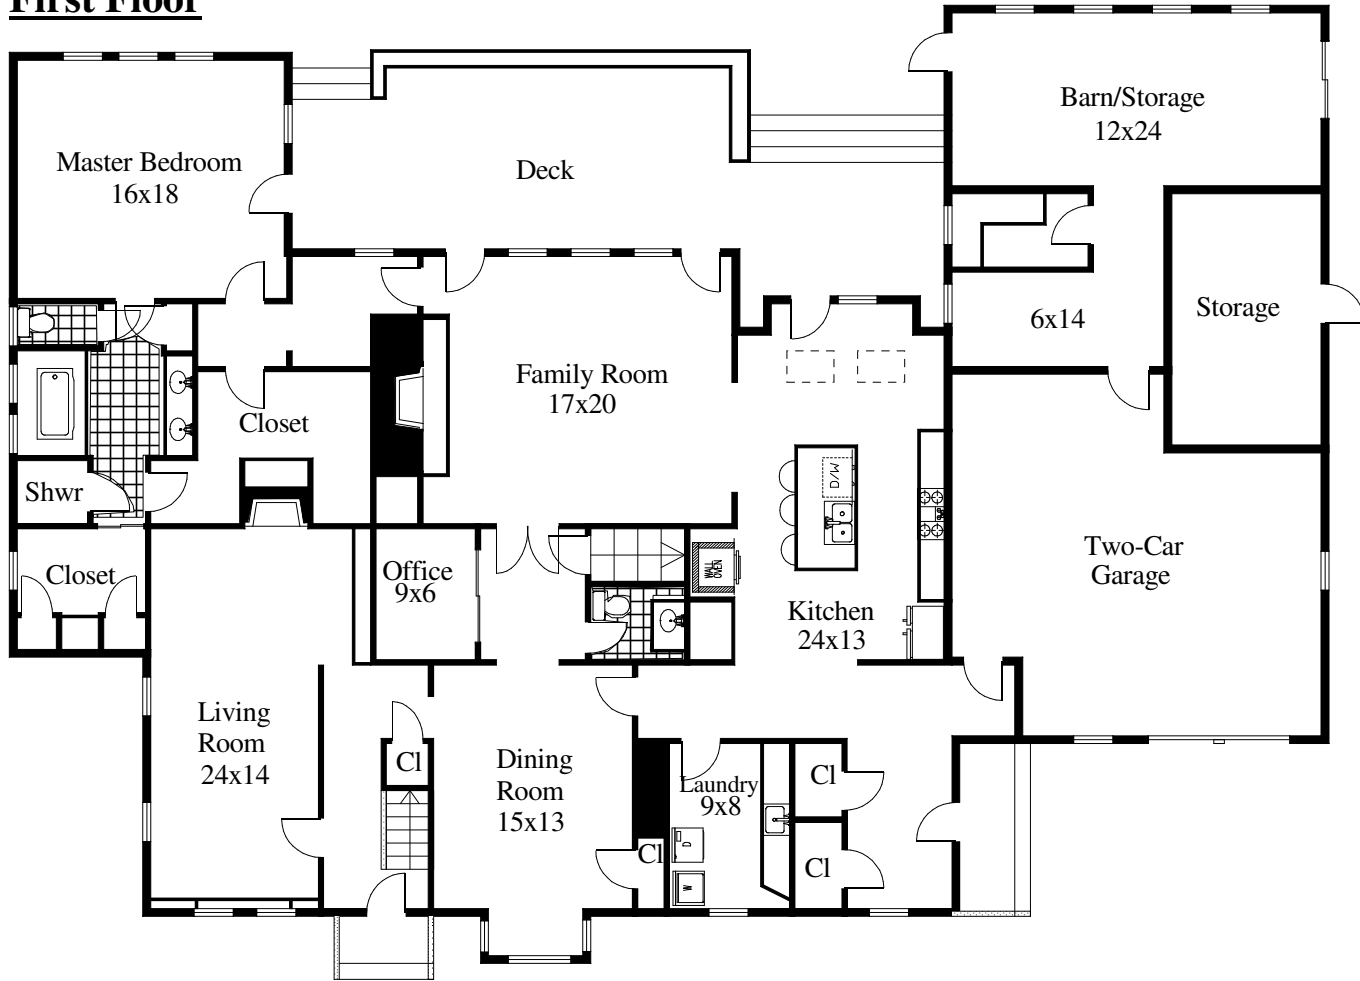 First Floor
Barn/Storage
12x24
Master Bedroom
16x18
Deck
Storage
6x14
Family Room
17x20
Closet
D/W
Shwr
Two-Car
Garage
WALL
OVEN
Closet
Office
9x6
Kitchen
24x13
Living
Room
24x14
Dining
Room
15x13
Cl
Laundry
9x8
Cl
D
Cl
Cl
W